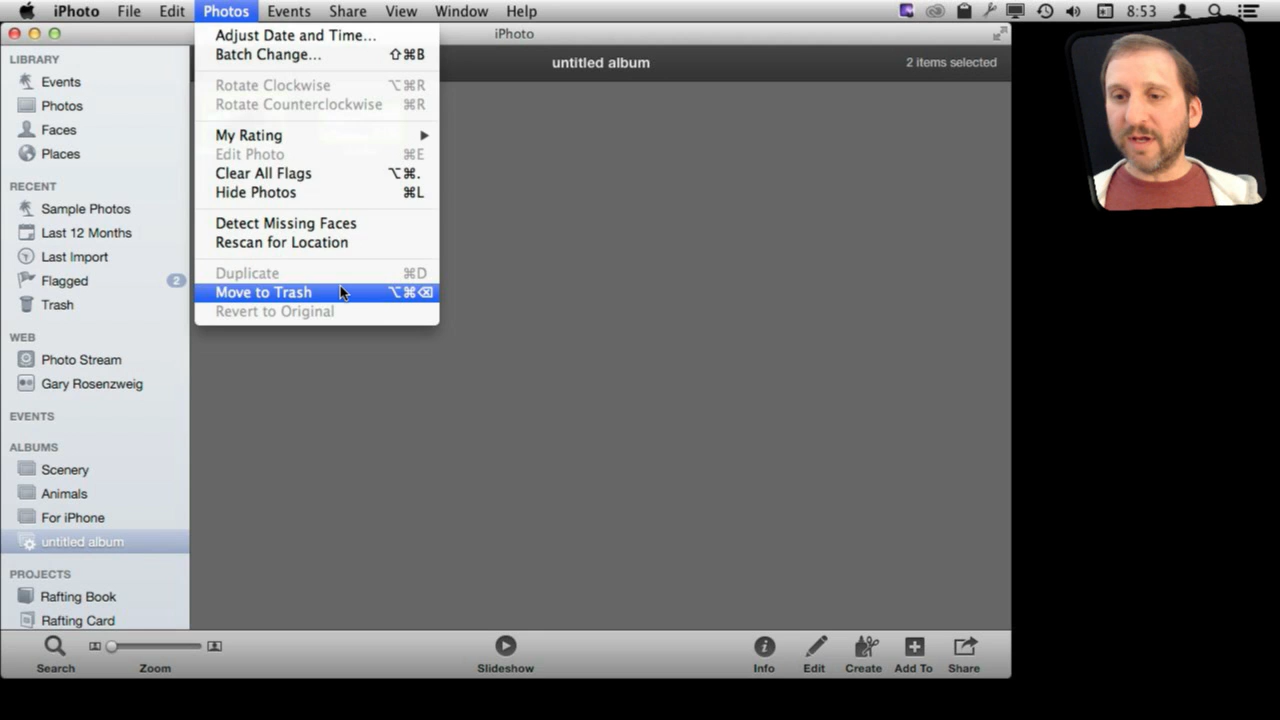 iPhoto File Edit Photos Events Share View Window Help 8:53
iPhoto
untitled album
2 items selected
Adjust Date and Time...
Batch Change... ⇧⌘B
Rotate Clockwise ⌥⌘R
Rotate Counterclockwise ⌘R
My Rating
Edit Photo ⌘E
Clear All Flags ⌥⌘.
Hide Photos ⌘L
Detect Missing Faces
Rescan for Location
Duplicate ⌘D
Move to Trash ⌥⌘⌫
Revert to Original
LIBRARY
Events
Photos
Faces
Places
RECENT
Sample Photos
Last 12 Months
Last Import
Flagged 2
Trash
WEB
Photo Stream
Gary Rosenzweig
EVENTS
ALBUMS
Scenery
Animals
For iPhone
untitled album
PROJECTS
Rafting Book
Rafting Card
Search Zoom Slideshow Info Edit Create Add To Share